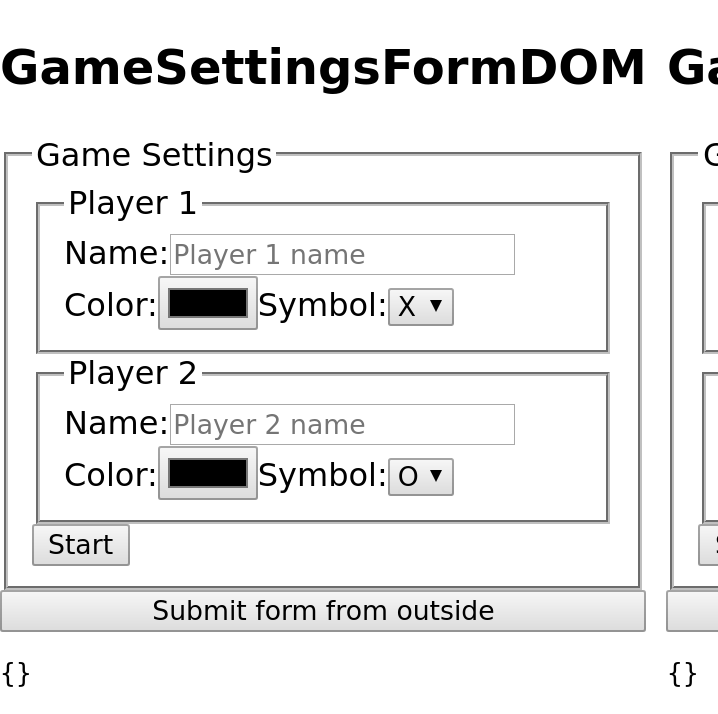 GameSettingsFormDOM Ga
Game Settings
Player 1
Name: Player 1 name
Color: Symbol: X ▼
Player 2
Name: Player 2 name
Color: Symbol: O ▼
Start
Submit form from outside
{} {}